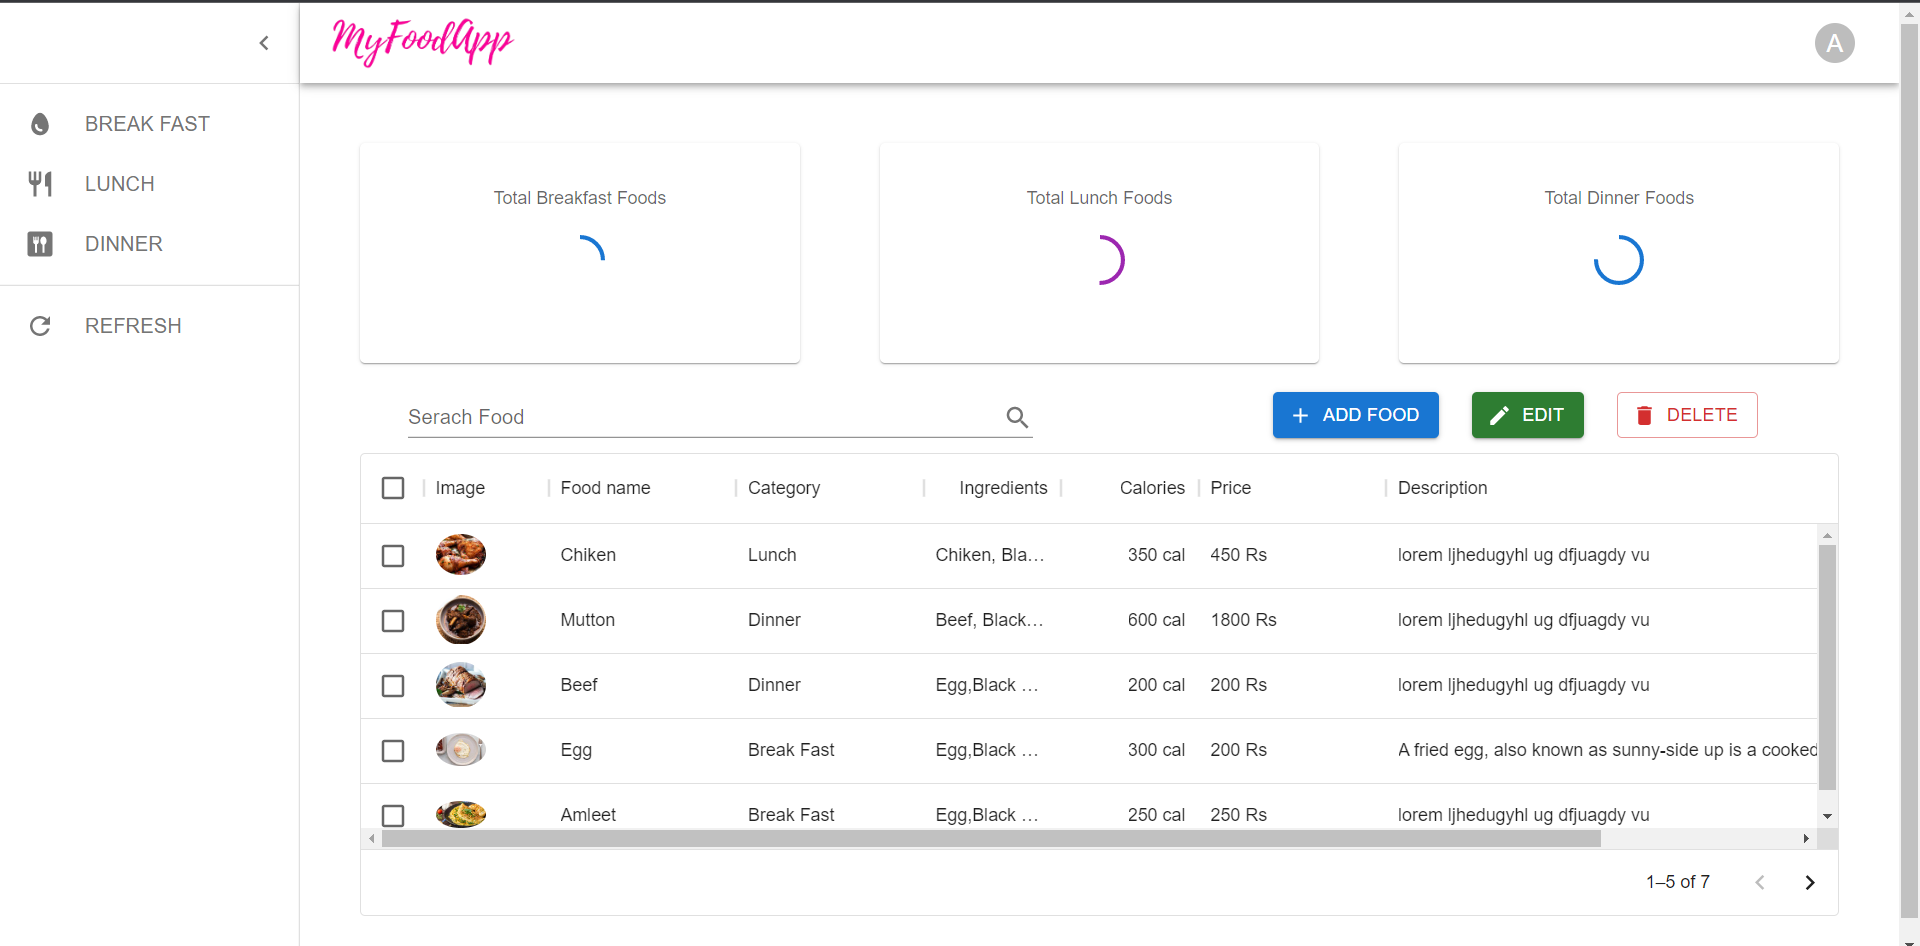 MyFoodApp
A
BREAK FAST
LUNCH
DINNER
REFRESH
Total Breakfast Foods
Total Lunch Foods
Total Dinner Foods
Serach Food
ADD FOOD
EDIT
DELETE
Image Food name Category Ingredients Calories Price Description
Chiken Lunch Chiken, Bla... 350 cal 450 Rs lorem ljhedugyhl ug dfjuagdy vu
Mutton Dinner Beef, Black... 600 cal 1800 Rs lorem ljhedugyhl ug dfjuagdy vu
Beef Dinner Egg,Black ... 200 cal 200 Rs lorem ljhedugyhl ug dfjuagdy vu
Egg Break Fast Egg,Black ... 300 cal 200 Rs A fried egg, also known as sunny-side up is a cooked
Amleet Break Fast Egg,Black ... 250 cal 250 Rs lorem ljhedugyhl ug dfjuagdy vu
1–5 of 7